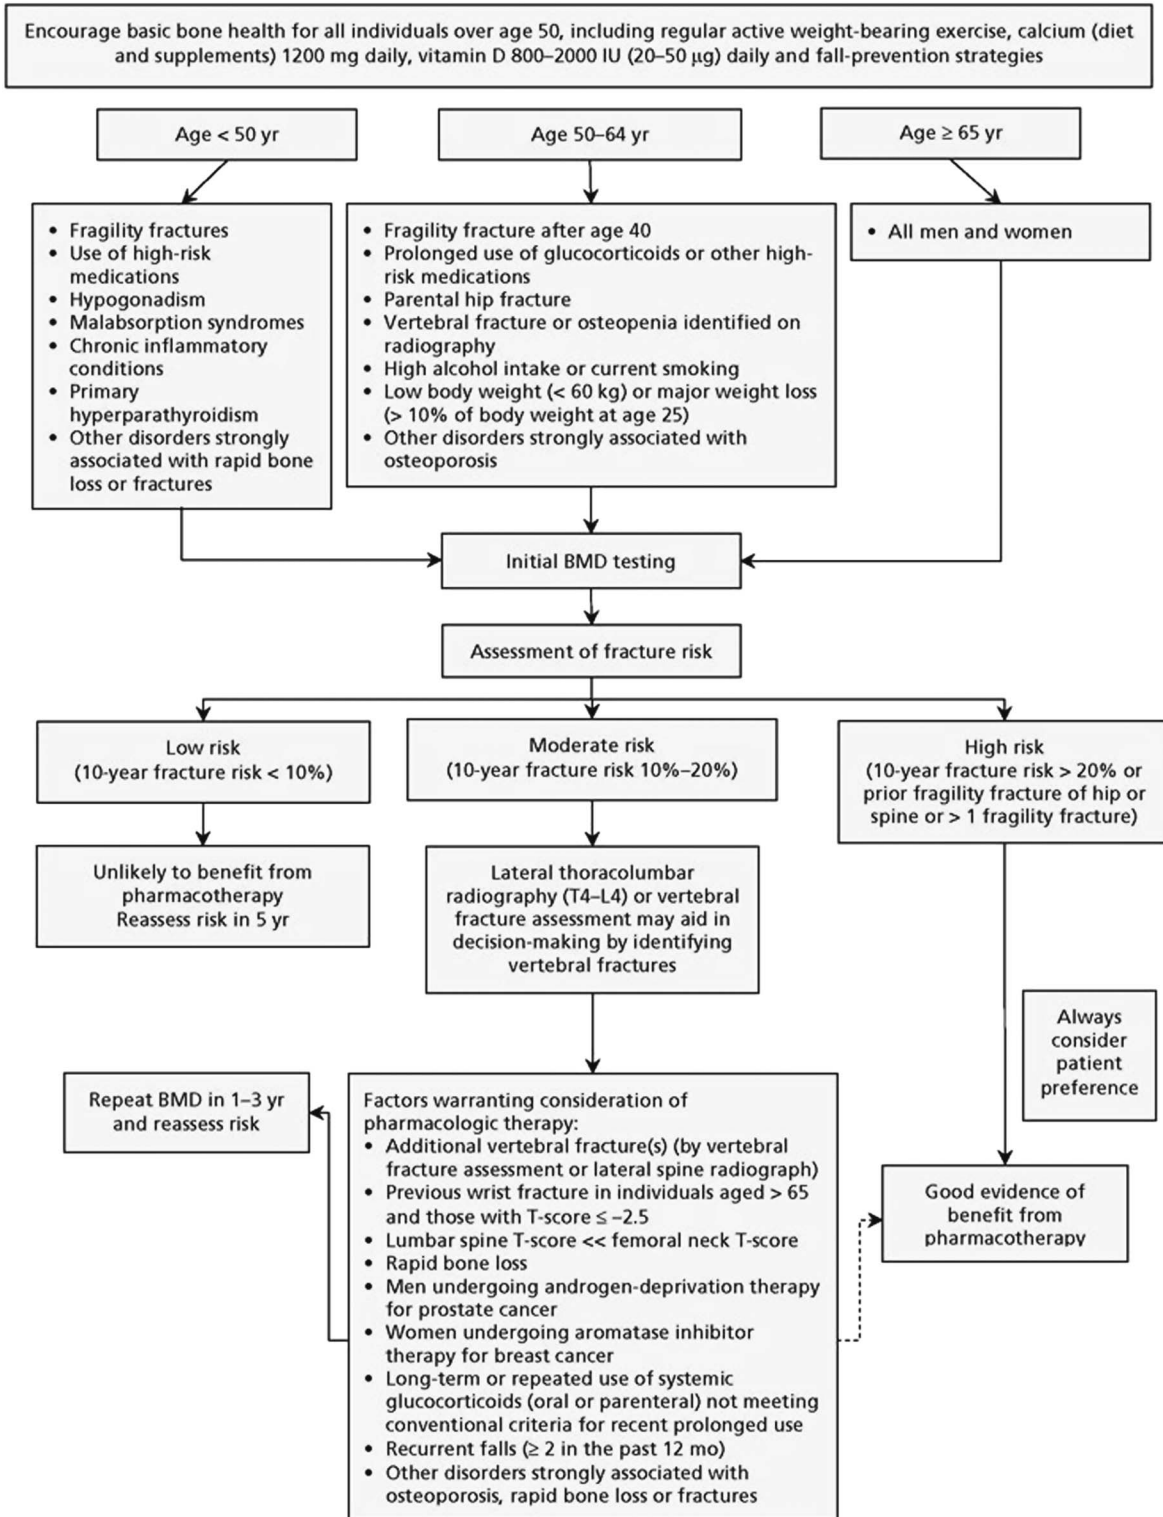 Encourage basic bone health for all individuals over age 50, including regular active weight-bearing exercise, calcium (diet
and supplements) 1200 mg daily, vitamin D 800–2000 IU (20–50 µg) daily and fall-prevention strategies
Age < 50 yr
Age 50–64 yr
Age ≥ 65 yr
• Fragility fractures
• Use of high-risk
medications
• Hypogonadism
• Malabsorption syndromes
• Chronic inflammatory
conditions
• Primary
hyperparathyroidism
• Other disorders strongly
associated with rapid bone
loss or fractures
• Fragility fracture after age 40
• Prolonged use of glucocorticoids or other high-
risk medications
• Parental hip fracture
• Vertebral fracture or osteopenia identified on
radiography
• High alcohol intake or current smoking
• Low body weight (< 60 kg) or major weight loss
(> 10% of body weight at age 25)
• Other disorders strongly associated with
osteoporosis
• All men and women
Initial BMD testing
Assessment of fracture risk
Low risk
(10-year fracture risk < 10%)
Moderate risk
(10-year fracture risk 10%–20%)
High risk
(10-year fracture risk > 20% or
prior fragility fracture of hip or
spine or > 1 fragility fracture)
Unlikely to benefit from
pharmacotherapy
Reassess risk in 5 yr
Lateral thoracolumbar
radiography (T4–L4) or vertebral
fracture assessment may aid in
decision-making by identifying
vertebral fractures
Always
consider
patient
preference
Repeat BMD in 1–3 yr
and reassess risk
Factors warranting consideration of
pharmacologic therapy:
• Additional vertebral fracture(s) (by vertebral
fracture assessment or lateral spine radiograph)
• Previous wrist fracture in individuals aged > 65
and those with T-score ≤ –2.5
• Lumbar spine T-score << femoral neck T-score
• Rapid bone loss
• Men undergoing androgen-deprivation therapy
for prostate cancer
• Women undergoing aromatase inhibitor
therapy for breast cancer
• Long-term or repeated use of systemic
glucocorticoids (oral or parenteral) not meeting
conventional criteria for recent prolonged use
• Recurrent falls (≥ 2 in the past 12 mo)
• Other disorders strongly associated with
osteoporosis, rapid bone loss or fractures
Good evidence of
benefit from
pharmacotherapy